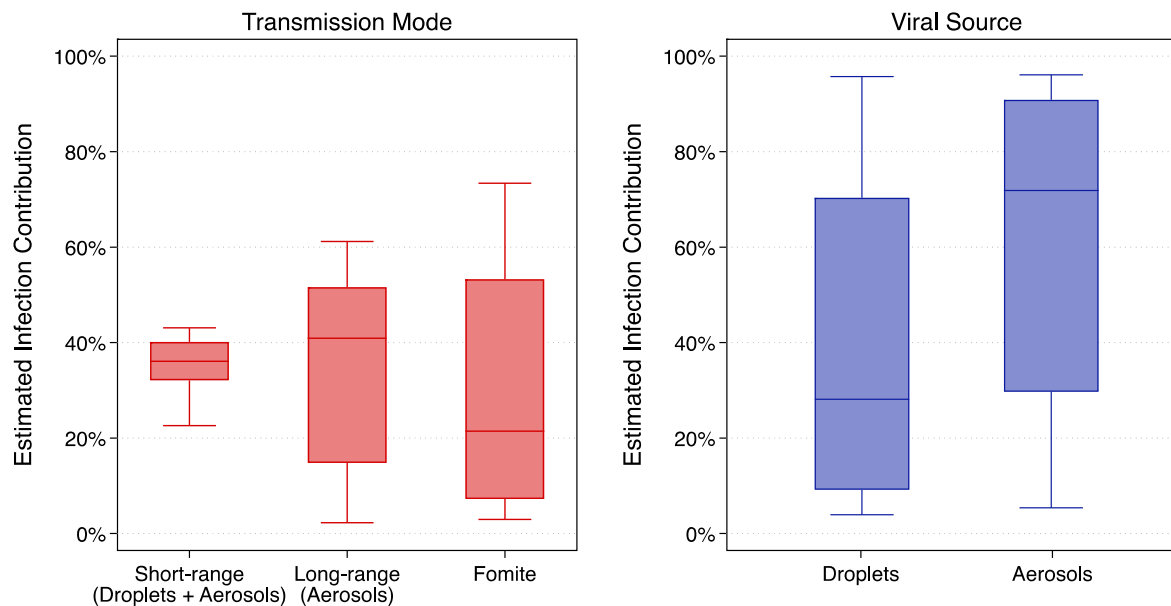 Transmission Mode
Estimated Infection Contribution
100%
80%
60%
40%
20%
0%
Short-range
(Droplets + Aerosols)
Long-range
(Aerosols)
Fomite
Viral Source
Estimated Infection Contribution
100%
80%
60%
40%
20%
0%
Droplets
Aerosols